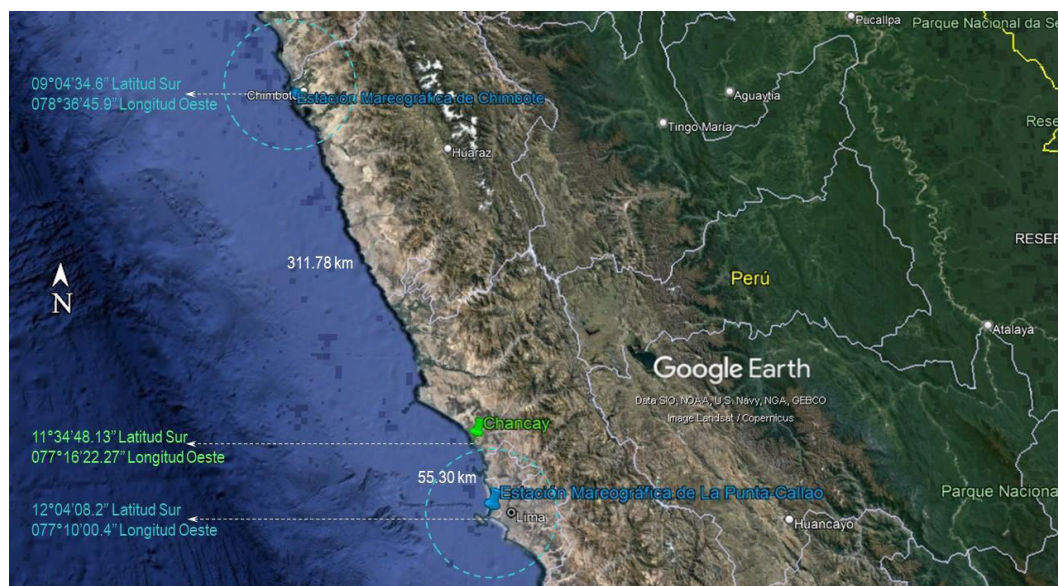 Pucallpa
Parque Nacional da Se
09°04'34.6" Latitud Sur
078°36'45.9" Longitud Oeste
Chimbote
Estación Mareográfica de Chimbote
Aguaytía
Tingo María
Rese
Huaraz
RESER
311.78 km
Perú
N
Atalaya
Google Earth
Data SIO, NOAA, U.S. Navy, NGA, GEBCO
Image Landsat / Copernicus
Chancay
11°34'48.13" Latitud Sur
077°16'22.27" Longitud Oeste
55.30 km
Estación Mareográfica de La Punta-Callao
Parque Naciona
12°04'08.2" Latitud Sur
077°10'00.4" Longitud Oeste
Lima
Huancayo